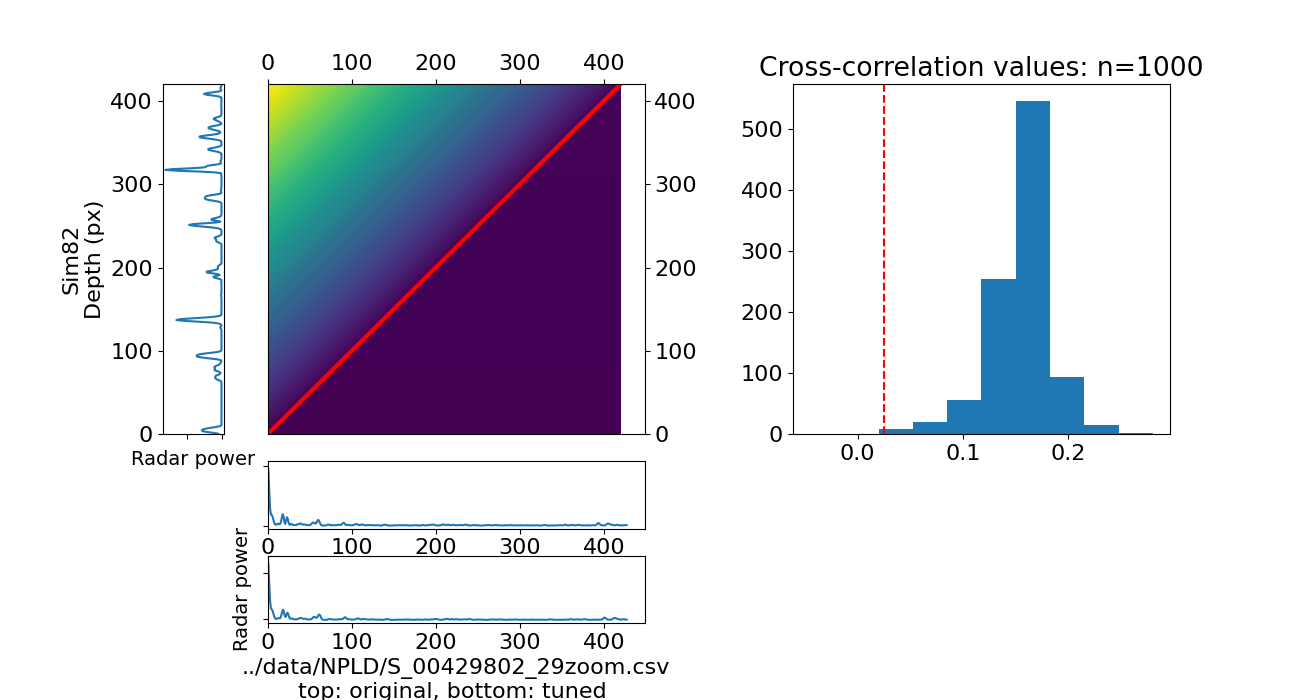 0 100 200 300 400
Cross-correlation values: n=1000
400
300
200
100
0
Sim82
Depth (px)
Radar power
400
300
200
100
0
500
400
300
200
100
0
0.0 0.1 0.2
0 100 200 300 400
Radar power
0 100 200 300 400
../data/NPLD/S_00429802_29zoom.csv
top: original, bottom: tuned